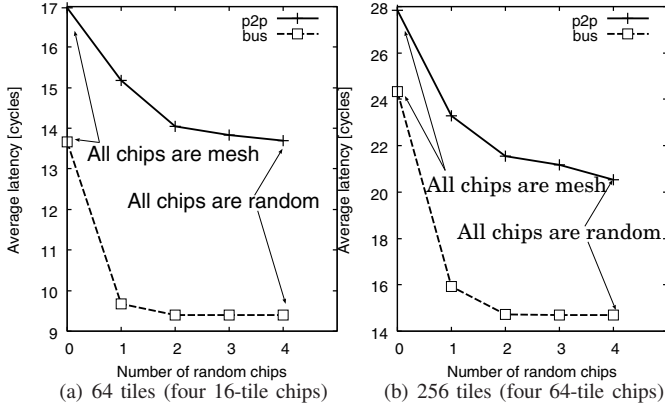 p2p
bus
17
16
15
14
13
12
11
10
9
Average latency [cycles]
All chips are mesh
All chips are random
0 1 2 3 4
Number of random chips
(a) 64 tiles (four 16-tile chips)
p2p
bus
28
26
24
22
20
18
16
14
Average latency [cycles]
All chips are mesh
All chips are random
0 1 2 3 4
Number of random chips
(b) 256 tiles (four 64-tile chips)